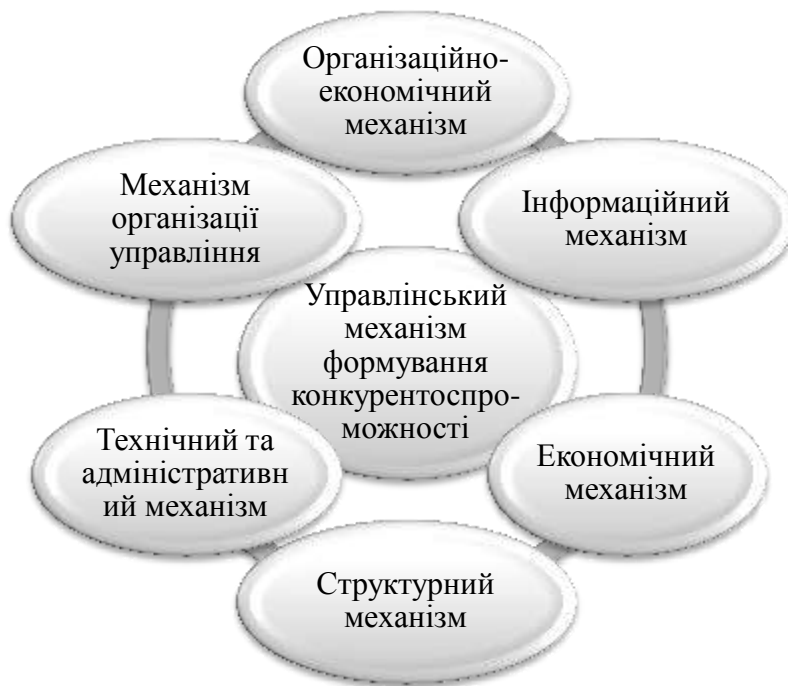 Організаційно-
економічний
механізм
Механізм
організації
управління
Інформаційний
механізм
Управлінський
механізм
формування
конкурентоспро-
можності
Технічний та
адміністративн
ий механізм
Економічний
механізм
Структурний
механізм